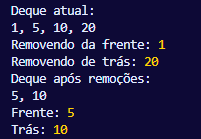 Deque atual:
1, 5, 10, 20
Removendo da frente: 1
Removendo de trás: 20
Deque após remoções:
5, 10
Frente: 5
Trás: 10